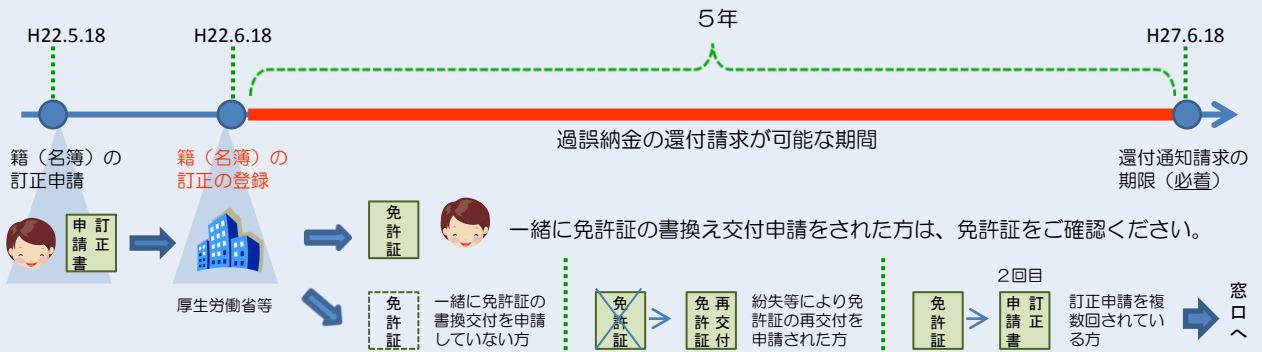 5年
H22.5.18
H22.6.18
H27.6.18
過誤納金の還付請求が可能な期間
籍（名簿）の
訂正申請
籍（名簿）の
訂正の登録
還付通知請求の
期限（必着）
訂正
申請書
厚生労働省等
免許証
一緒に免許証の書換え交付申請をされた方は、免許証をご確認ください。
免許証
一緒に免許証の
書換交付を申請
していない方
免許証
再交付
免許証
紛失等により免
許証の再交付を
申請された方
免許証
2回目
訂正
申請書
訂正申請を複
数回されてい
る方
窓口へ